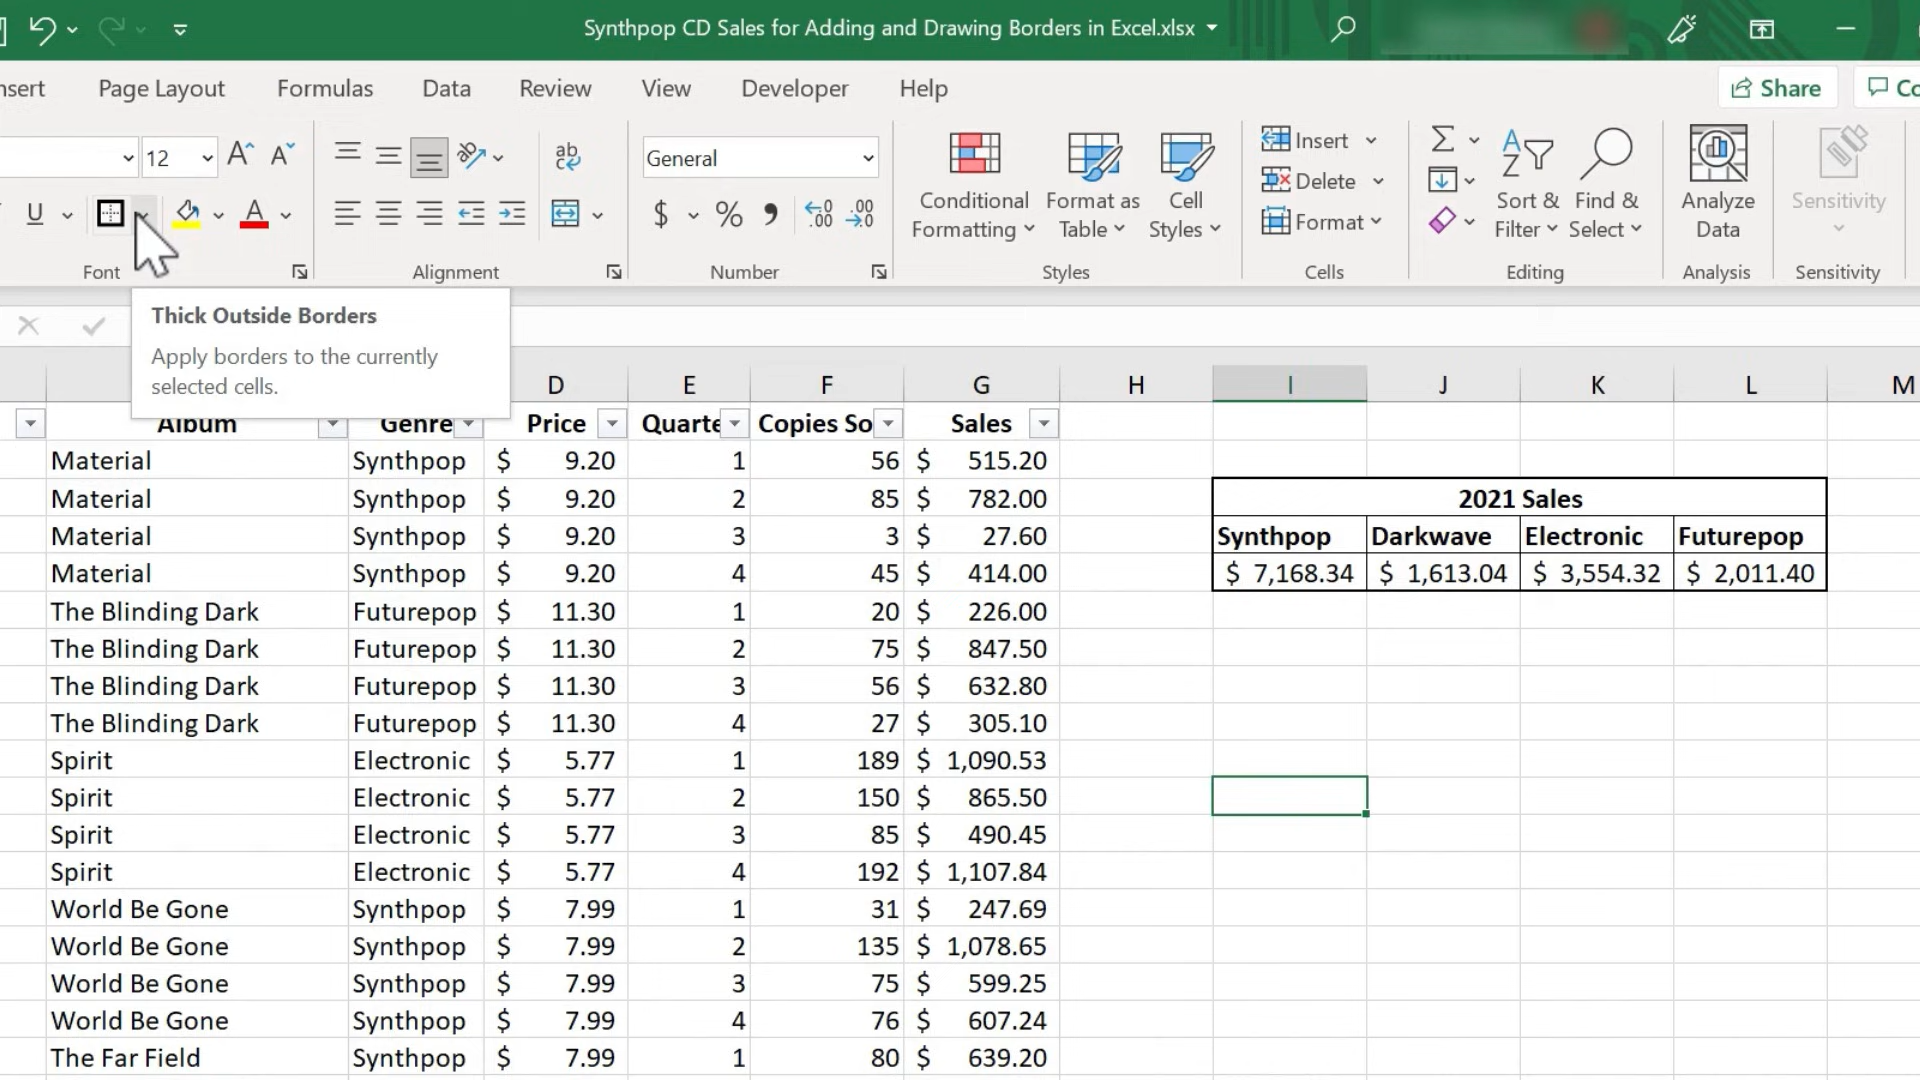 Synthpop CD Sales for Adding and Drawing Borders in Excel.xlsx
nsert Page Layout Formulas Data Review View Developer Help Share Co
12 A A ab General Insert Σ A
c Delete Z
U A $ % , .00 .00 Conditional Format as Cell Format Sort & Find & Analyze Sensitivity
Formatting Table Styles Filter Select Data
Font Alignment Number Styles Cells Editing Analysis Sensitivity
Thick Outside Borders
Apply borders to the currently
selected cells.
D E F G H I J K L M
Album Genre Price Quarte Copies So Sales
Material Synthpop $ 9.20 1 56 $ 515.20
Material Synthpop $ 9.20 2 85 $ 782.00 2021 Sales
Material Synthpop $ 9.20 3 3 $ 27.60 Synthpop Darkwave Electronic Futurepop
Material Synthpop $ 9.20 4 45 $ 414.00 $ 7,168.34 $ 1,613.04 $ 3,554.32 $ 2,011.40
The Blinding Dark Futurepop $ 11.30 1 20 $ 226.00
The Blinding Dark Futurepop $ 11.30 2 75 $ 847.50
The Blinding Dark Futurepop $ 11.30 3 56 $ 632.80
The Blinding Dark Futurepop $ 11.30 4 27 $ 305.10
Spirit Electronic $ 5.77 1 189 $ 1,090.53
Spirit Electronic $ 5.77 2 150 $ 865.50
Spirit Electronic $ 5.77 3 85 $ 490.45
Spirit Electronic $ 5.77 4 192 $ 1,107.84
World Be Gone Synthpop $ 7.99 1 31 $ 247.69
World Be Gone Synthpop $ 7.99 2 135 $ 1,078.65
World Be Gone Synthpop $ 7.99 3 75 $ 599.25
World Be Gone Synthpop $ 7.99 4 76 $ 607.24
The Far Field Synthpop $ 7.99 1 80 $ 639.20